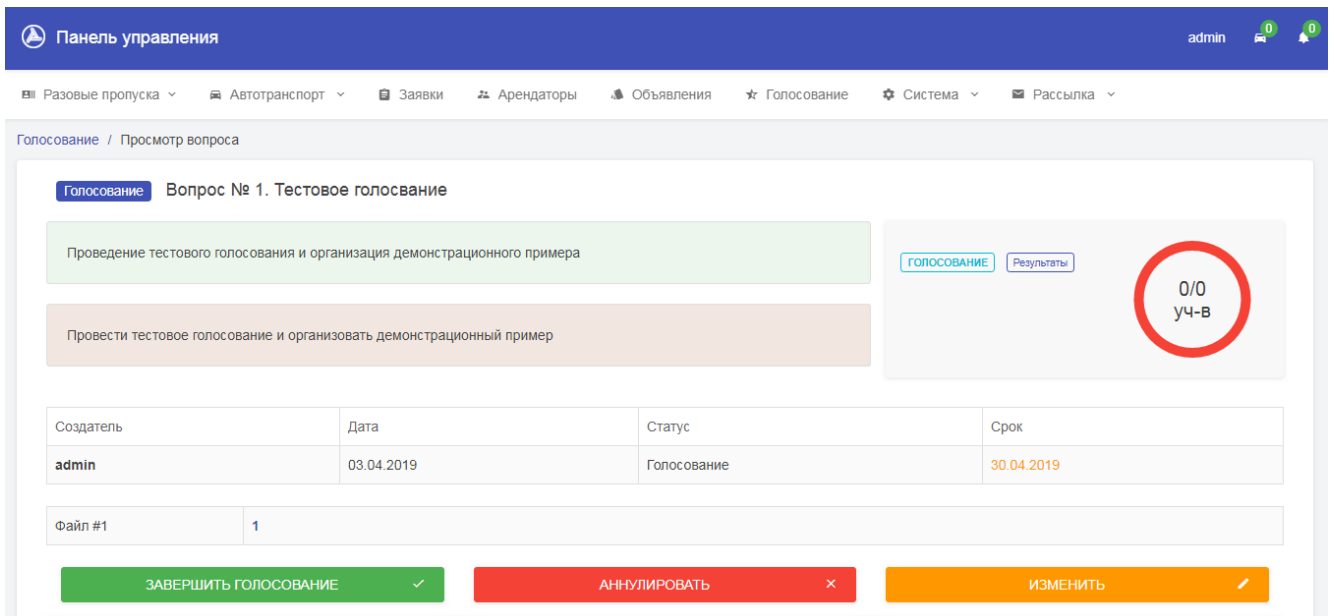 Панель управления
admin 0 0
Разовые пропуска Автотранспорт Заявки Арендаторы Объявления Голосование Система Рассылка
Голосование / Просмотр вопроса
Голосование Вопрос № 1. Тестовое голосвание
Проведение тестового голосования и организация демонстрационного примера
ГОЛОСОВАНИЕ Результаты
0/0
уч-в
Провести тестовое голосование и организовать демонстрационный пример
Создатель Дата Статус Срок
admin 03.04.2019 Голосование 30.04.2019
Файл #1 1
ЗАВЕРШИТЬ ГОЛОСОВАНИЕ АННУЛИРОВАТЬ ИЗМЕНИТЬ